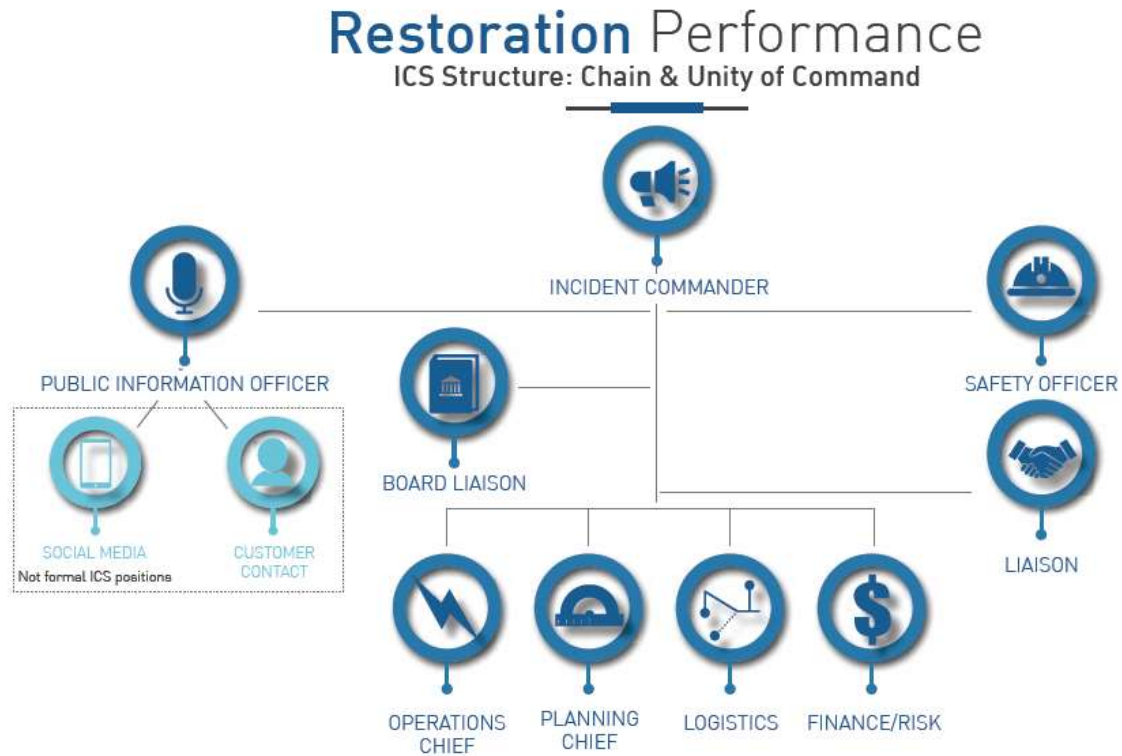 Restoration Performance
ICS Structure: Chain & Unity of Command
INCIDENT COMMANDER
PUBLIC INFORMATION OFFICER
SAFETY OFFICER
BOARD LIAISON
SOCIAL MEDIA
CUSTOMER
CONTACT
Not formal ICS positions
LIAISON
$
OPERATIONS
CHIEF
PLANNING
CHIEF
LOGISTICS
FINANCE/RISK